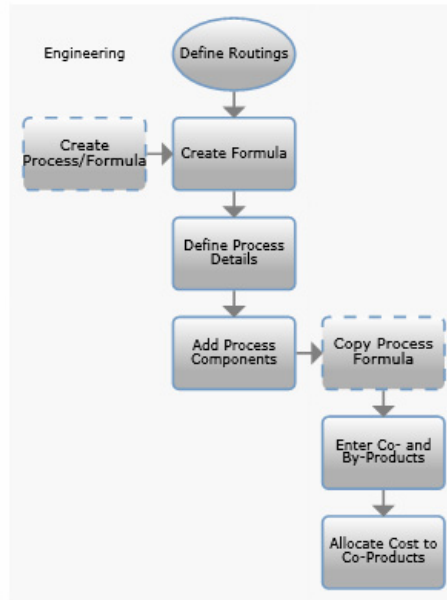 Engineering
Define Routings
Create
Process/Formula
Create Formula
Define Process
Details
Add Process
Components
Copy Process
Formula
Enter Co- and
By-Products
Allocate Cost to
Co-Products